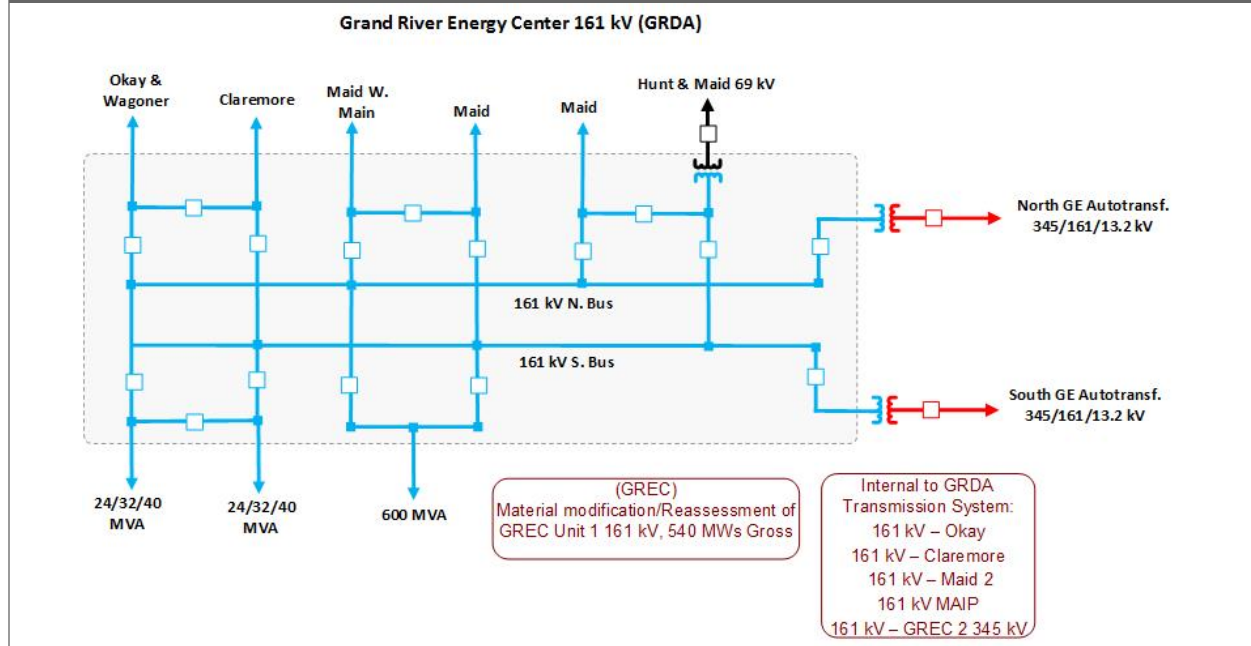 Grand River Energy Center 161 kV (GRDA)
Okay &
Wagoner
Claremore
Maid W.
Main
Maid
Maid
Hunt & Maid 69 kV
North GE Autotransf.
345/161/13.2 kV
161 kV N. Bus
161 kV S. Bus
South GE Autotransf.
345/161/13.2 kV
24/32/40
MVA
24/32/40
MVA
600 MVA
(GREC)
Material modification/Reassessment of
GREC Unit 1 161 kV, 540 MWs Gross
Internal to GRDA
Transmission System:
161 kV – Okay
161 kV – Claremore
161 kV – Maid 2
161 kV MAIP
161 kV – GREC 2 345 kV